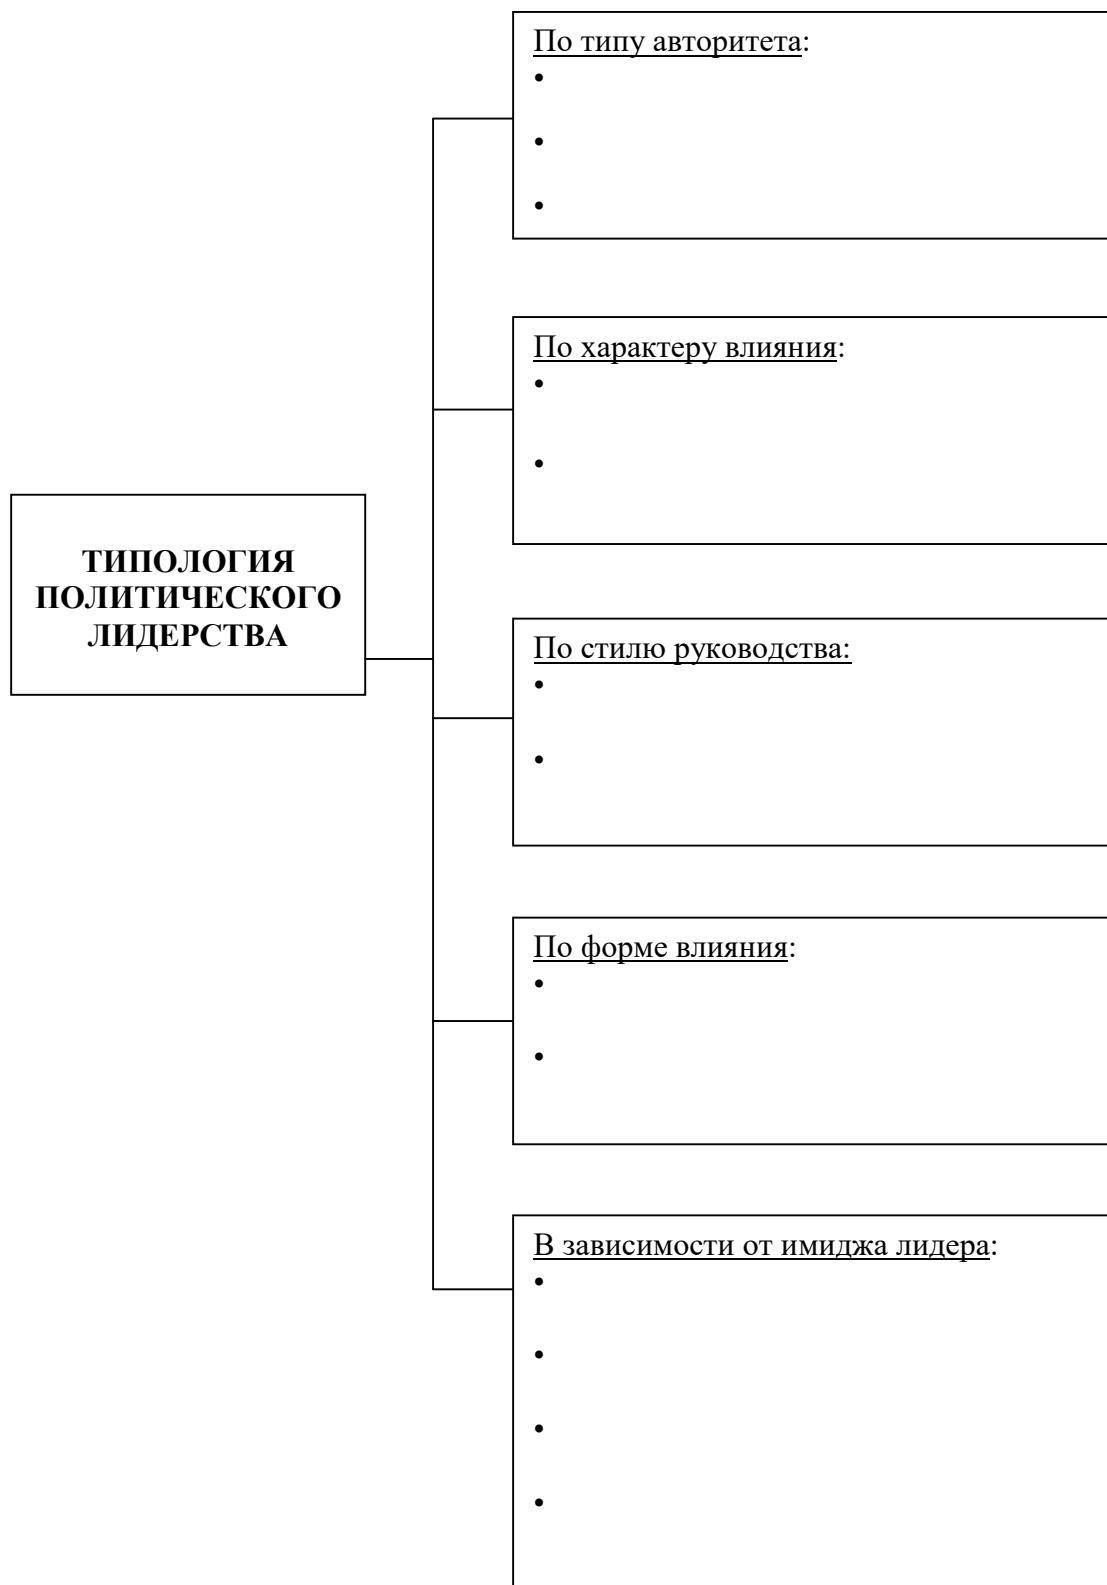 По типу авторитета:
•
•
•
По характеру влияния:
•
•
ТИПОЛОГИЯ
ПОЛИТИЧЕСКОГО
ЛИДЕРСТВА
По стилю руководства:
•
•
По форме влияния:
•
•
В зависимости от имиджа лидера:
•
•
•
•